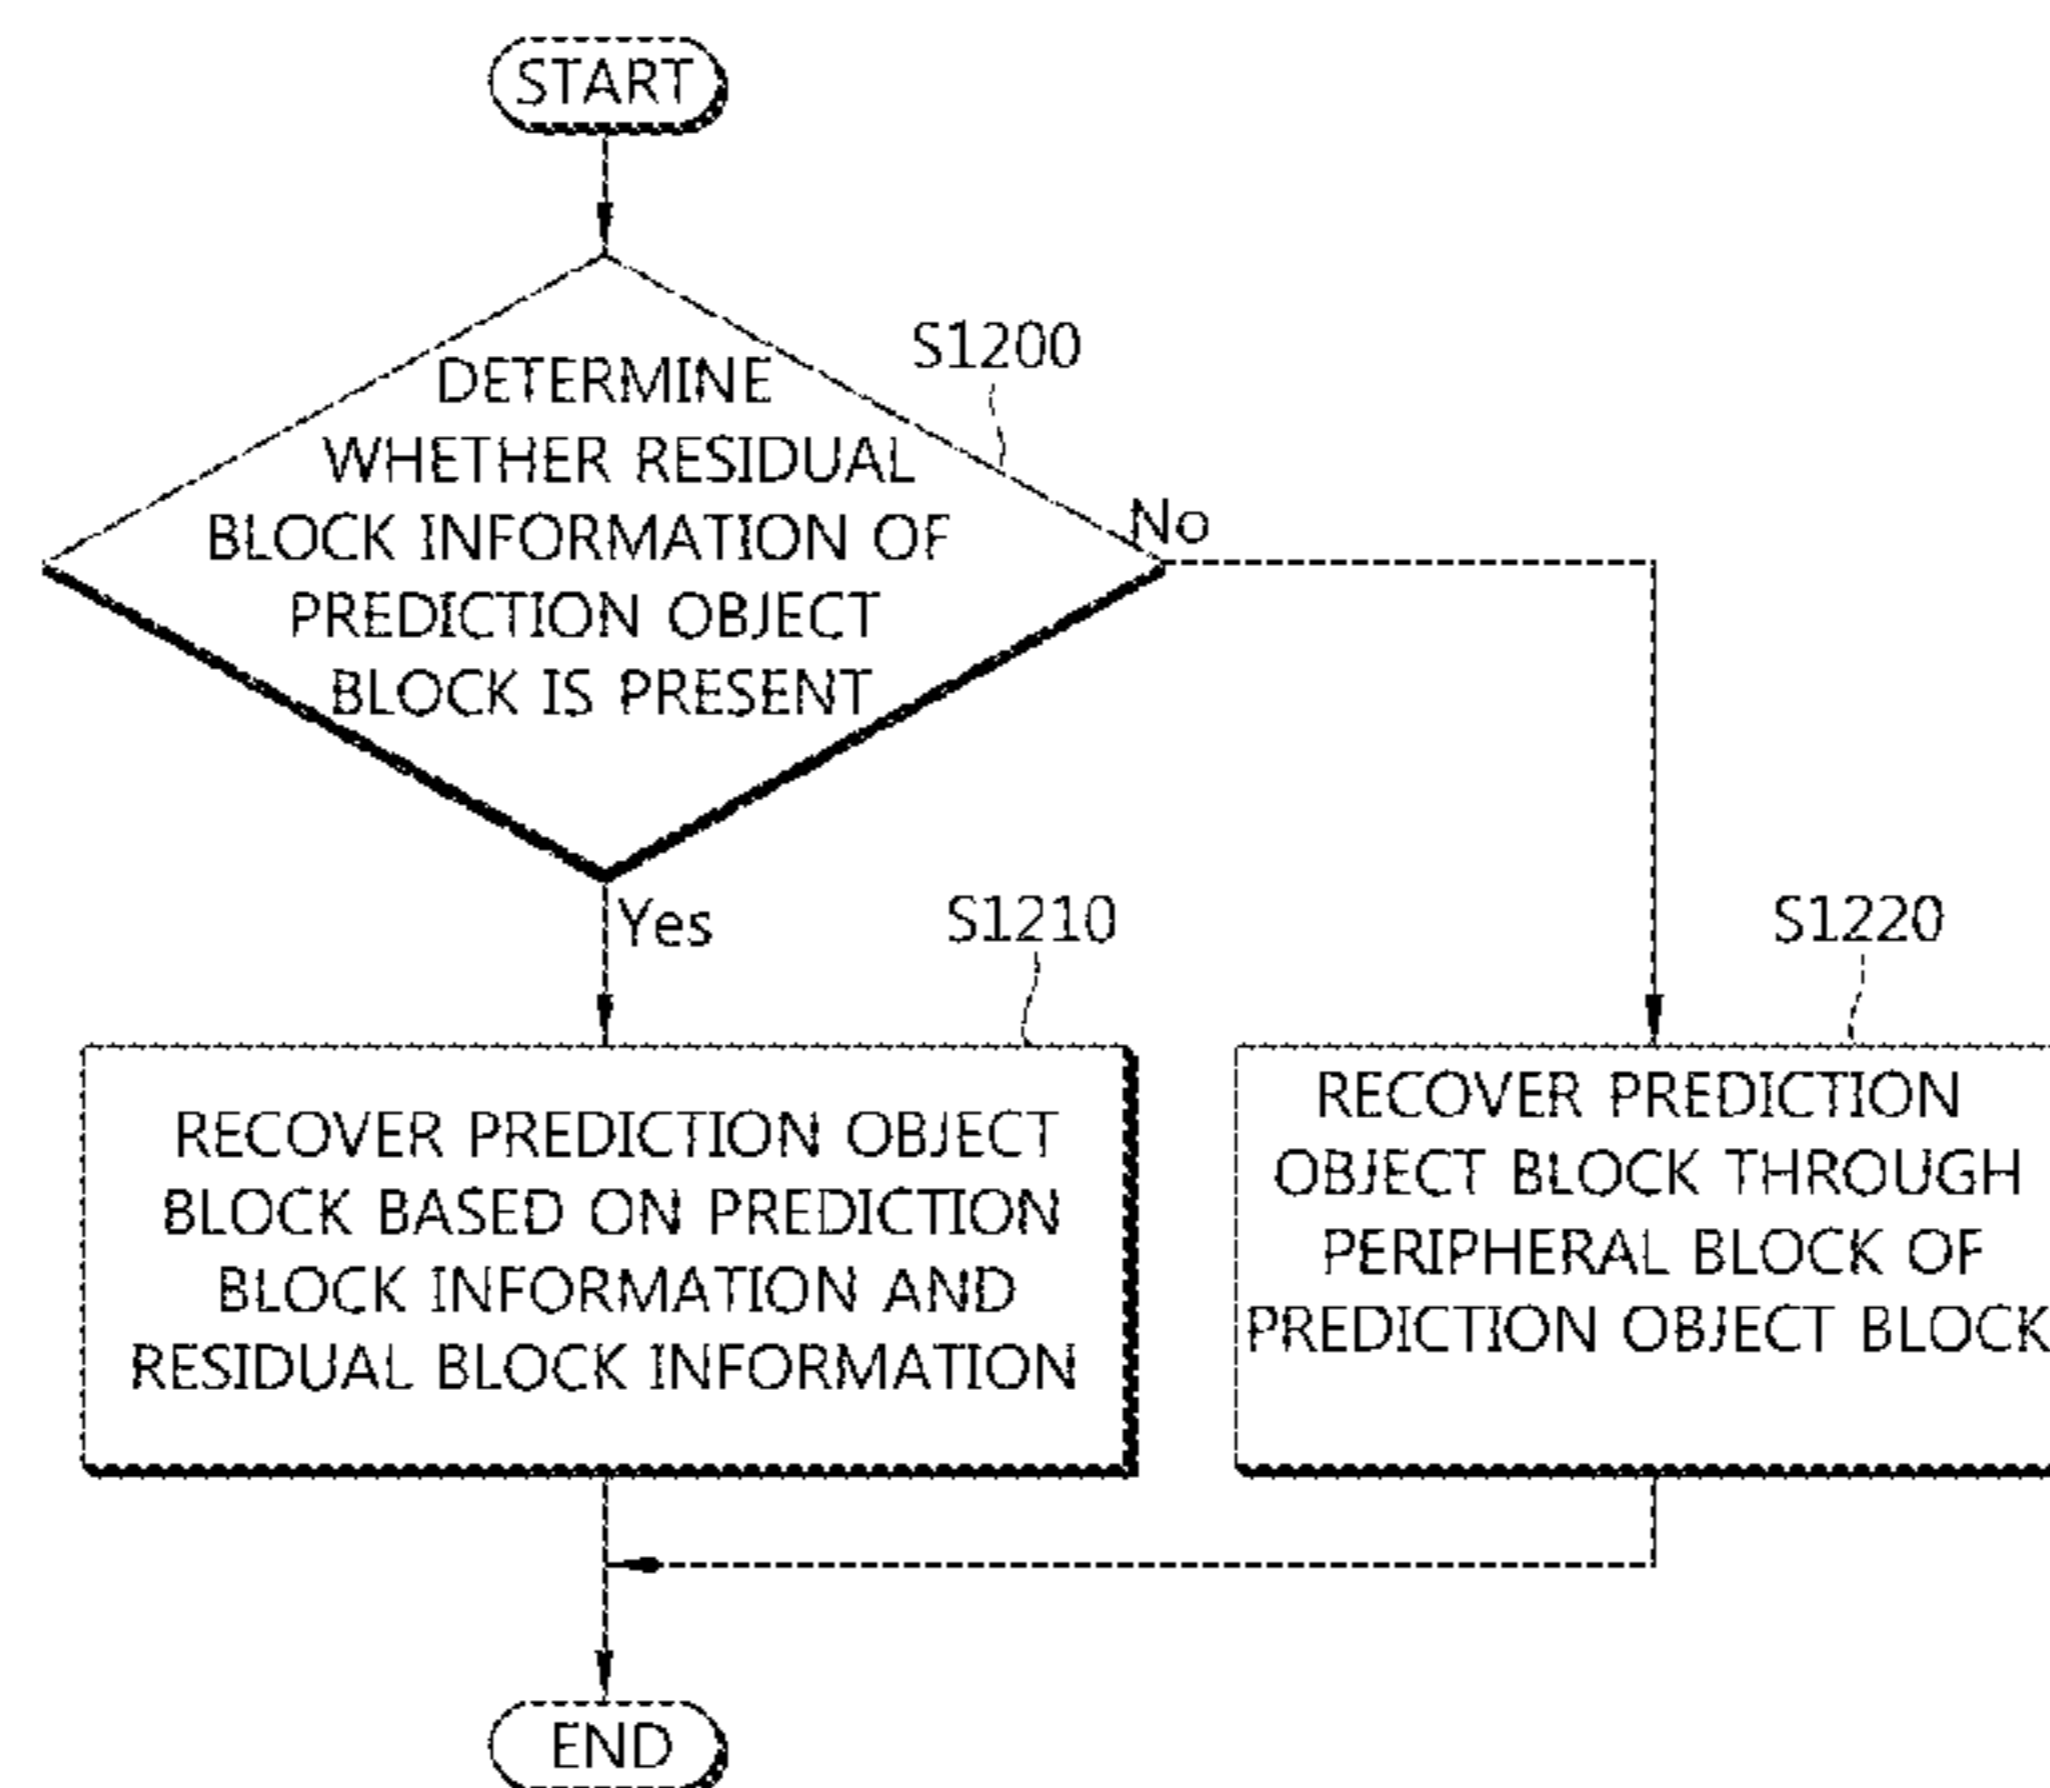 START
S1200
DETERMINE
WHETHER RESIDUAL
BLOCK INFORMATION OF
PREDICTION OBJECT
BLOCK IS PRESENT
No
Yes
S1210
S1220
RECOVER PREDICTION OBJECT
BLOCK BASED ON PREDICTION
BLOCK INFORMATION AND
RESIDUAL BLOCK INFORMATION
RECOVER PREDICTION
OBJECT BLOCK THROUGH
PERIPHERAL BLOCK OF
PREDICTION OBJECT BLOCK
END